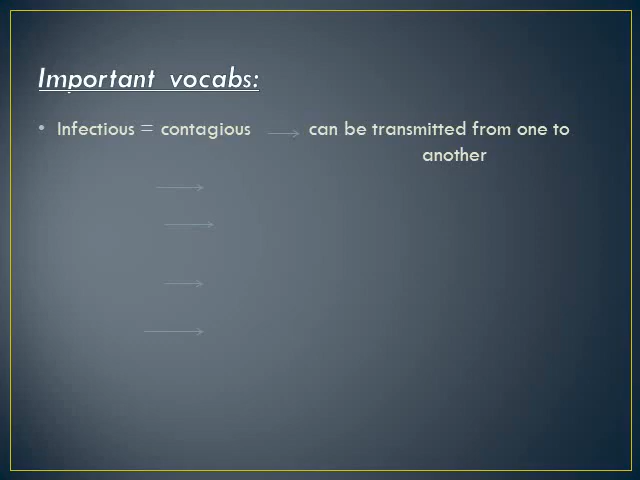 Important vocabs:
• Infectious = contagious → can be transmitted from one to
another